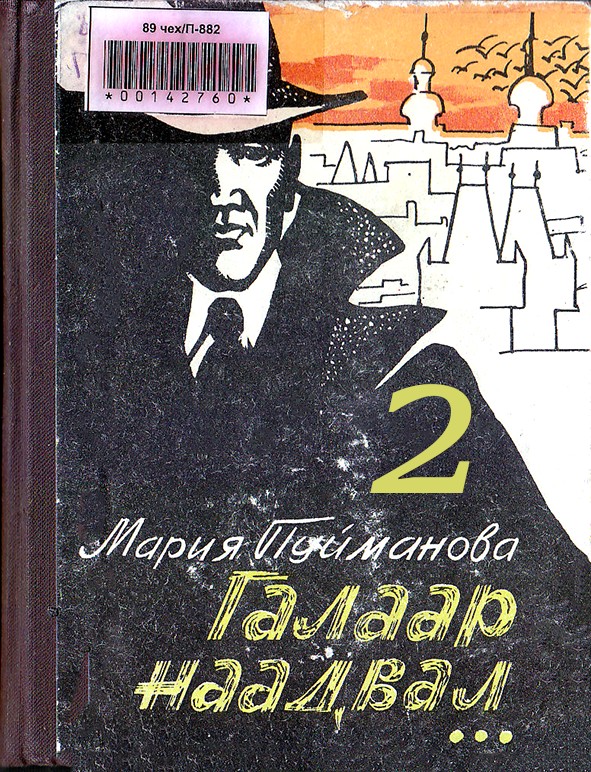 89 чех/П-882
*00142760*
2
Мария Пуйманова
Галаар
наадвал
...